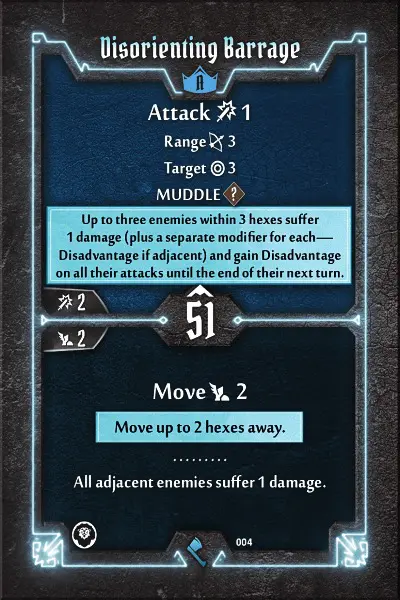 Disorienting Barrage
A
Attack 1
Range 3
Target 3
MUDDLE ?
Up to three enemies within 3 hexes suffer
1 damage (plus a separate modifier for each—
Disadvantage if adjacent) and gain Disadvantage
on all their attacks until the end of their next turn.
2
51
2
Move 2
Move up to 2 hexes away.
.........
All adjacent enemies suffer 1 damage.
004